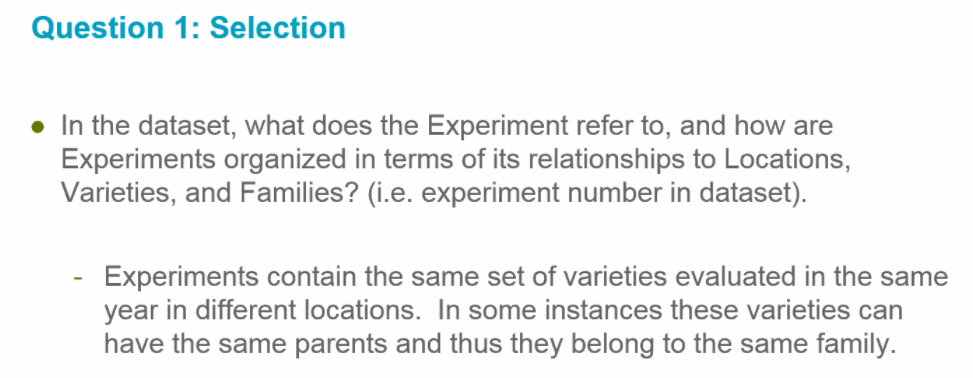 Question 1: Selection
● In the dataset, what does the Experiment refer to, and how are
Experiments organized in terms of its relationships to Locations,
Varieties, and Families? (i.e. experiment number in dataset).
- Experiments contain the same set of varieties evaluated in the same
year in different locations.  In some instances these varieties can
have the same parents and thus they belong to the same family.